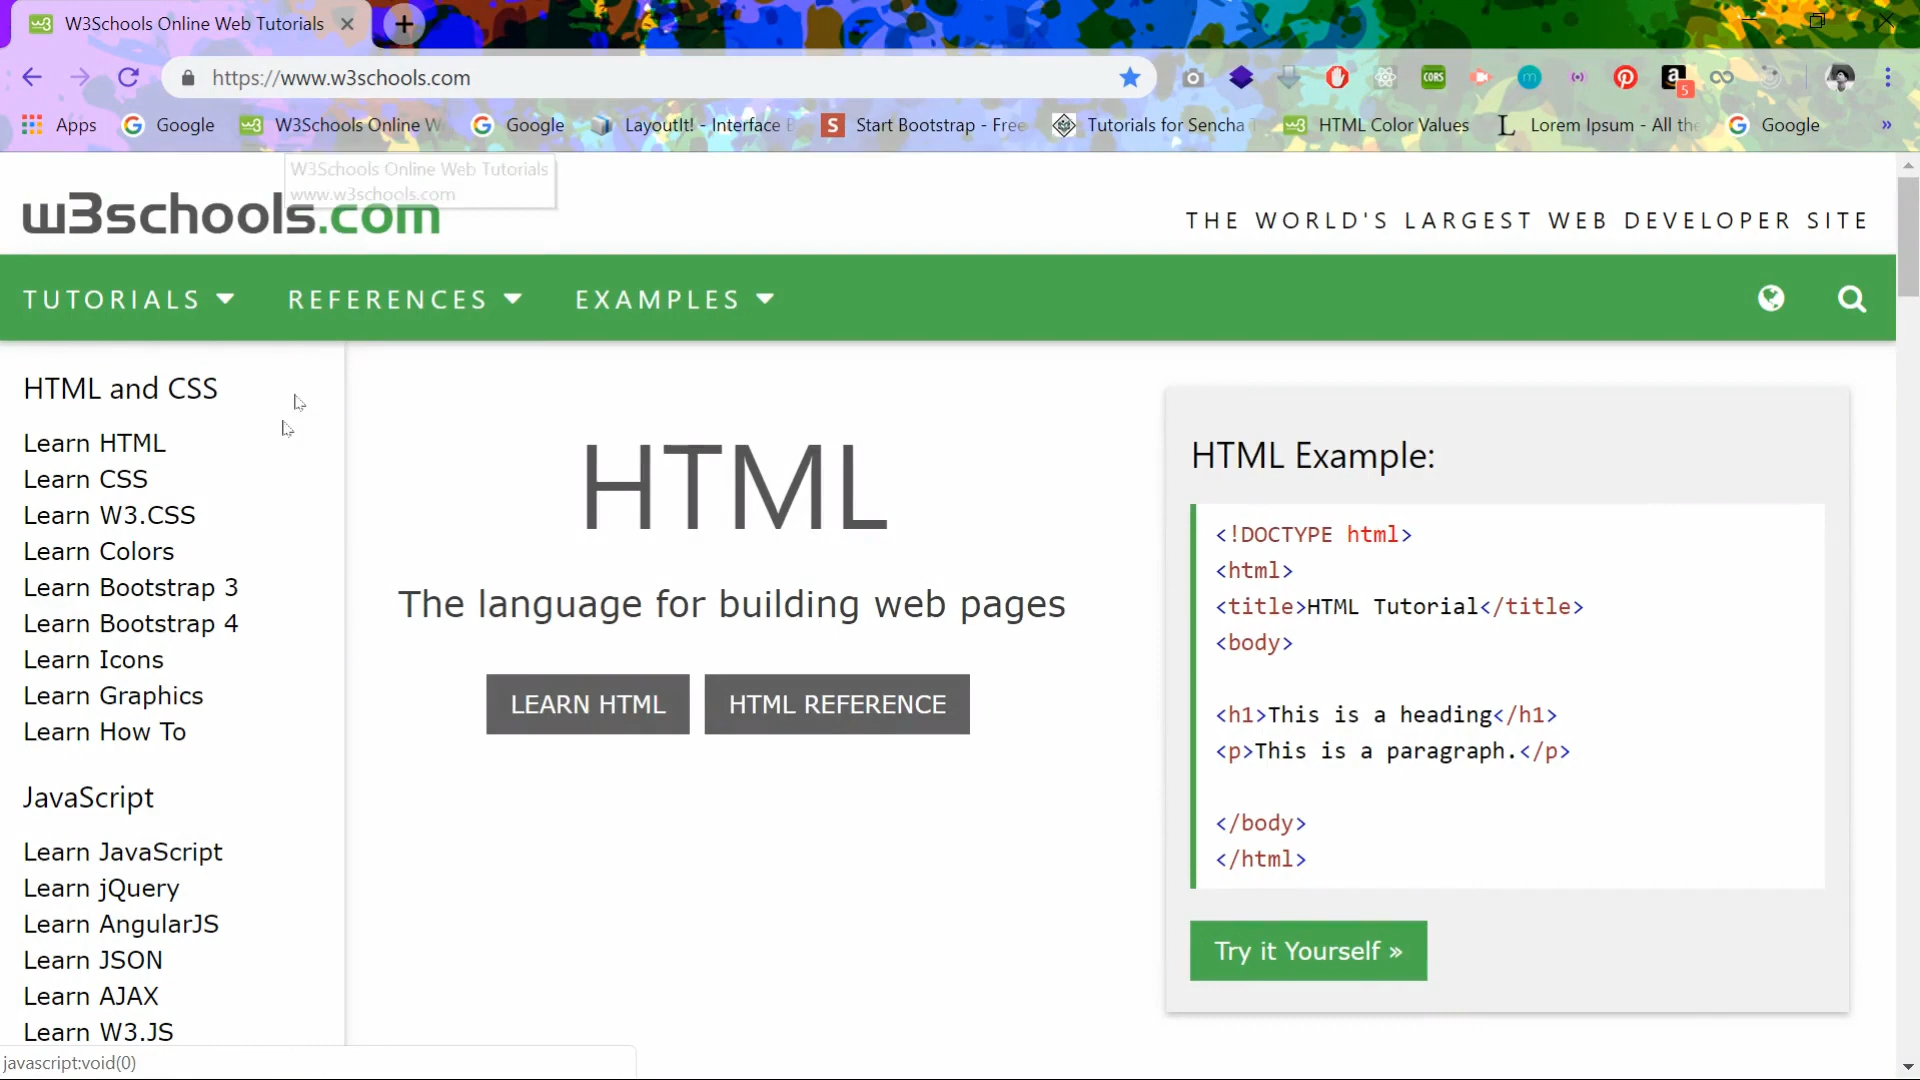 W3Schools Online Web Tutorials
https://www.w3schools.com
5
Apps
Google
W3Schools Online W
Google
LayoutIt! - Interface B
Start Bootstrap - Free
Tutorials for Sencha
HTML Color Values
Lorem Ipsum - All the
Google
»
W3Schools Online Web Tutorials
www.w3schools.com
w3schools.com
THE WORLD'S LARGEST WEB DEVELOPER SITE
TUTORIALS
REFERENCES
EXAMPLES
HTML and CSS
Learn HTML
Learn CSS
Learn W3.CSS
Learn Colors
Learn Bootstrap 3
Learn Bootstrap 4
Learn Icons
Learn Graphics
Learn How To
JavaScript
Learn JavaScript
Learn jQuery
Learn AngularJS
Learn JSON
Learn AJAX
Learn W3.JS
javascript:void(0)
HTML
The language for building web pages
LEARN HTML
HTML REFERENCE
HTML Example:
<!DOCTYPE html>
<html>
<title>HTML Tutorial</title>
<body>
<h1>This is a heading</h1>
<p>This is a paragraph.</p>
</body>
</html>
Try it Yourself »